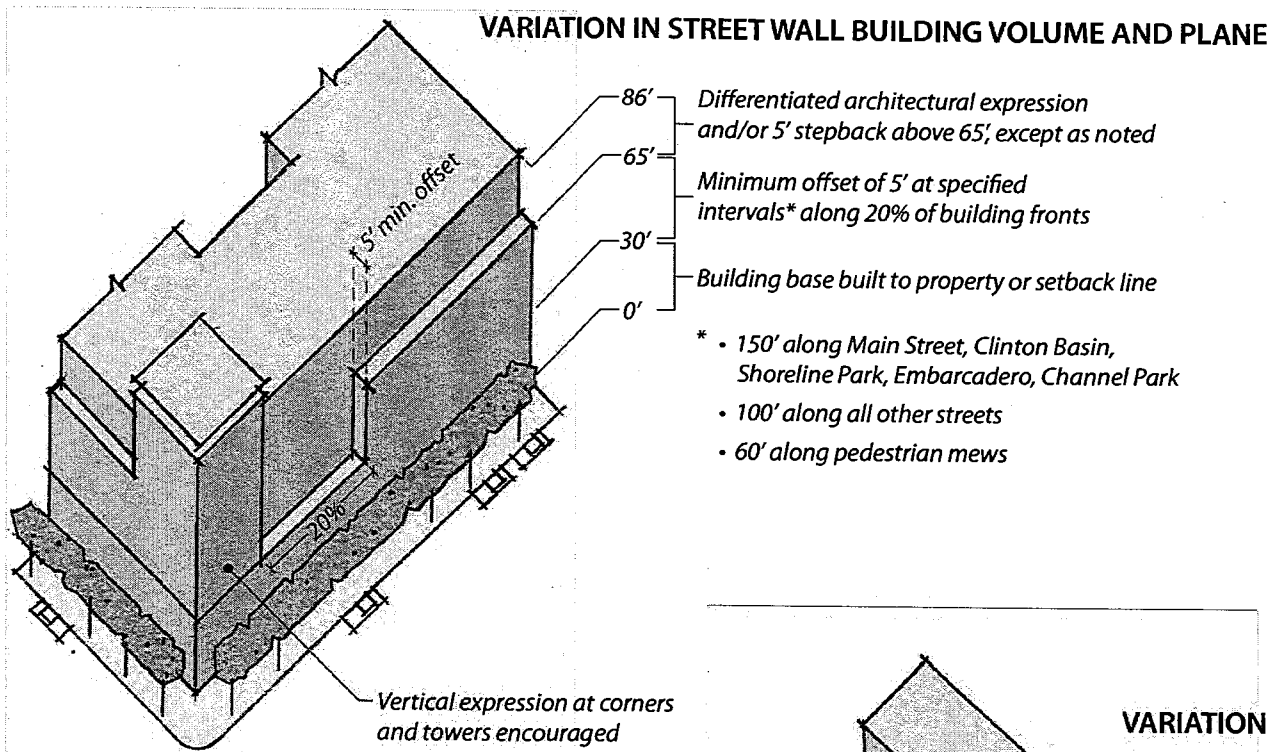 VARIATION IN STREET WALL BUILDING VOLUME AND PLANE
86'
Differentiated architectural expression
and/or 5' stepback above 65', except as noted
65'
Minimum offset of 5' at specified
intervals* along 20% of building fronts
30'
Building base built to property or setback line
0'
* • 150' along Main Street, Clinton Basin,
Shoreline Park, Embarcadero, Channel Park
• 100' along all other streets
• 60' along pedestrian mews
5' min. offset
20%
Vertical expression at corners
and towers encouraged
VARIATION